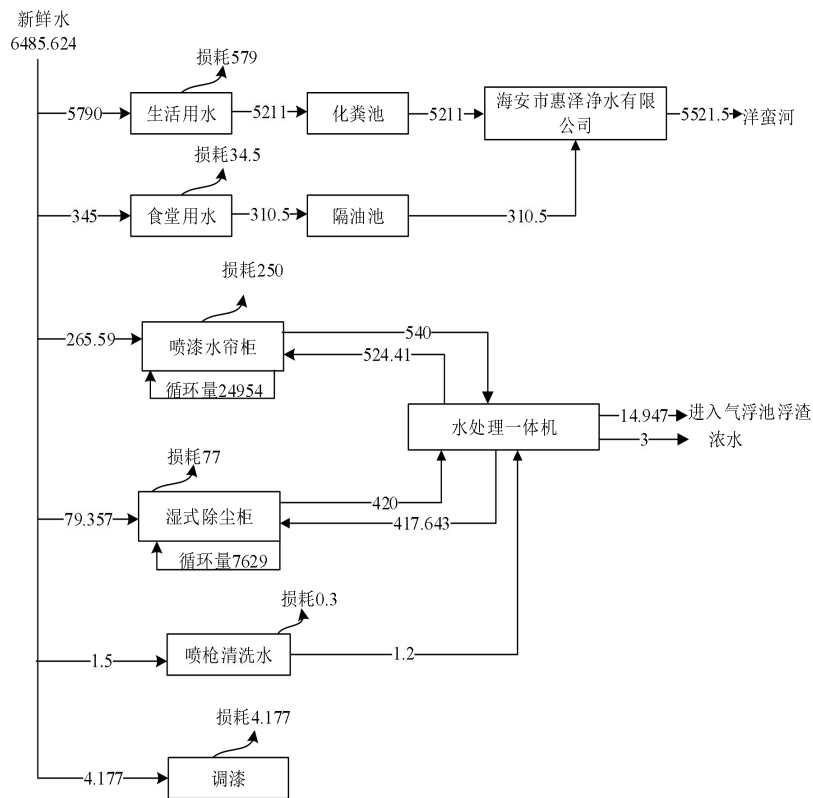 新鲜水
6485.624
损耗579
5790
生活用水
5211
化粪池
5211
海安市惠泽净水有限
公司
5521.5
洋蛮河
损耗34.5
345
食堂用水
310.5
隔油池
310.5
损耗250
265.59
喷漆水帘柜
540
524.41
循环量24954
水处理一体机
14.947
进入气浮池浮渣
3
浓水
损耗77
79.357
湿式除尘柜
420
417.643
循环量7629
损耗0.3
1.5
喷枪清洗水
1.2
损耗4.177
4.177
调漆